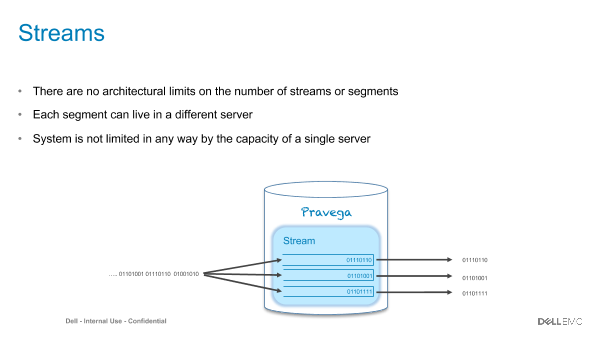 Streams
• There are no architectural limits on the number of streams or segments
• Each segment can live in a different server
• System is not limited in any way by the capacity of a single server
Pravega
Stream
01110110
01101001
01101111
..... 01101001 01110110 01001010
01110110
01101001
01101111
Dell - Internal Use - Confidential
DELLEMC